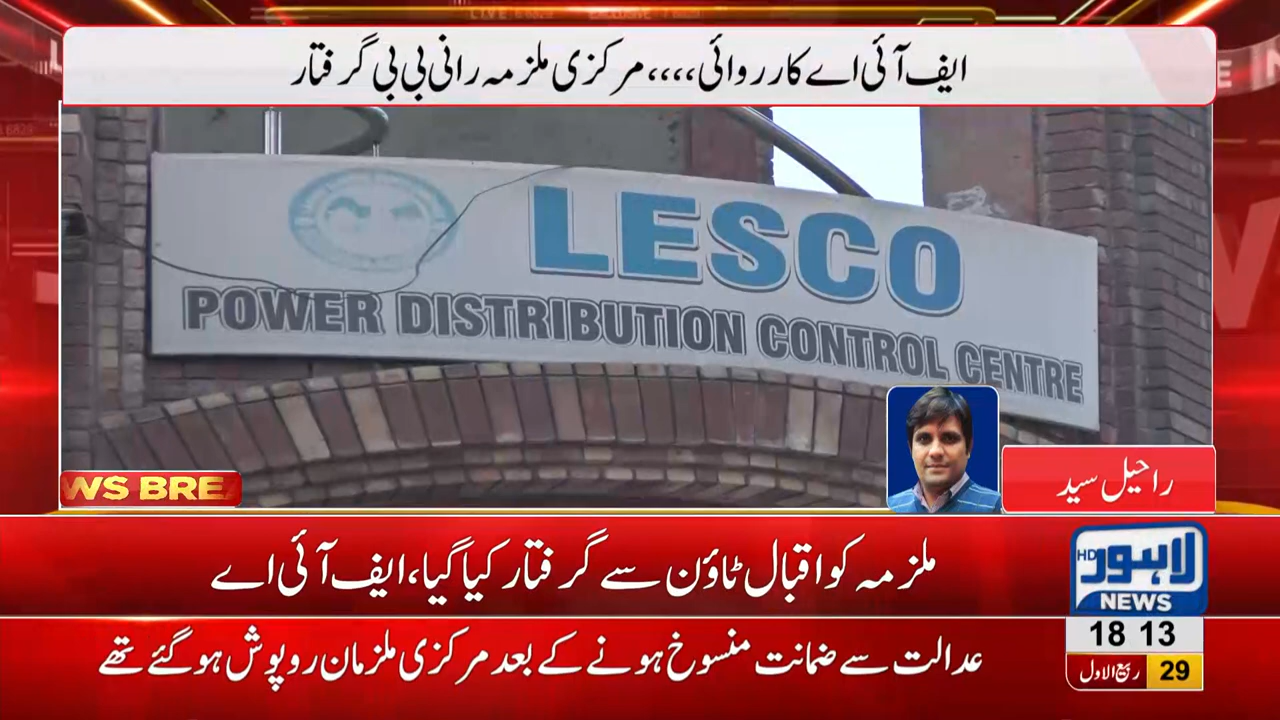 ایف آئی اے کارروائی،،،،مرکزی ملزمہ رانی بی بی گرفتار
LESCO
POWER DISTRIBUTION CONTROL CENTRE
راحیل سید
WS BREA
ملزمہ کو اقبال ٹاؤن سے گرفتار کیا گیا، ایف آئی اے
عدالت سے ضمانت منسوخ ہونے کے بعد مرکزی ملزمان روپوش ہو گئے تھے
لاہور HD
NEWS
18 13
29 ربیع الاول